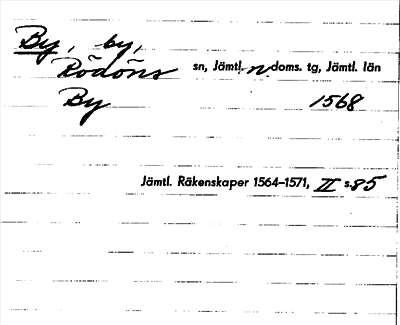 By, by,
Rödöns sn, Jämtl. n doms. tg, Jämtl. län
By 1568
Jämtl. Räkenskaper 1564–1571, II s. 85